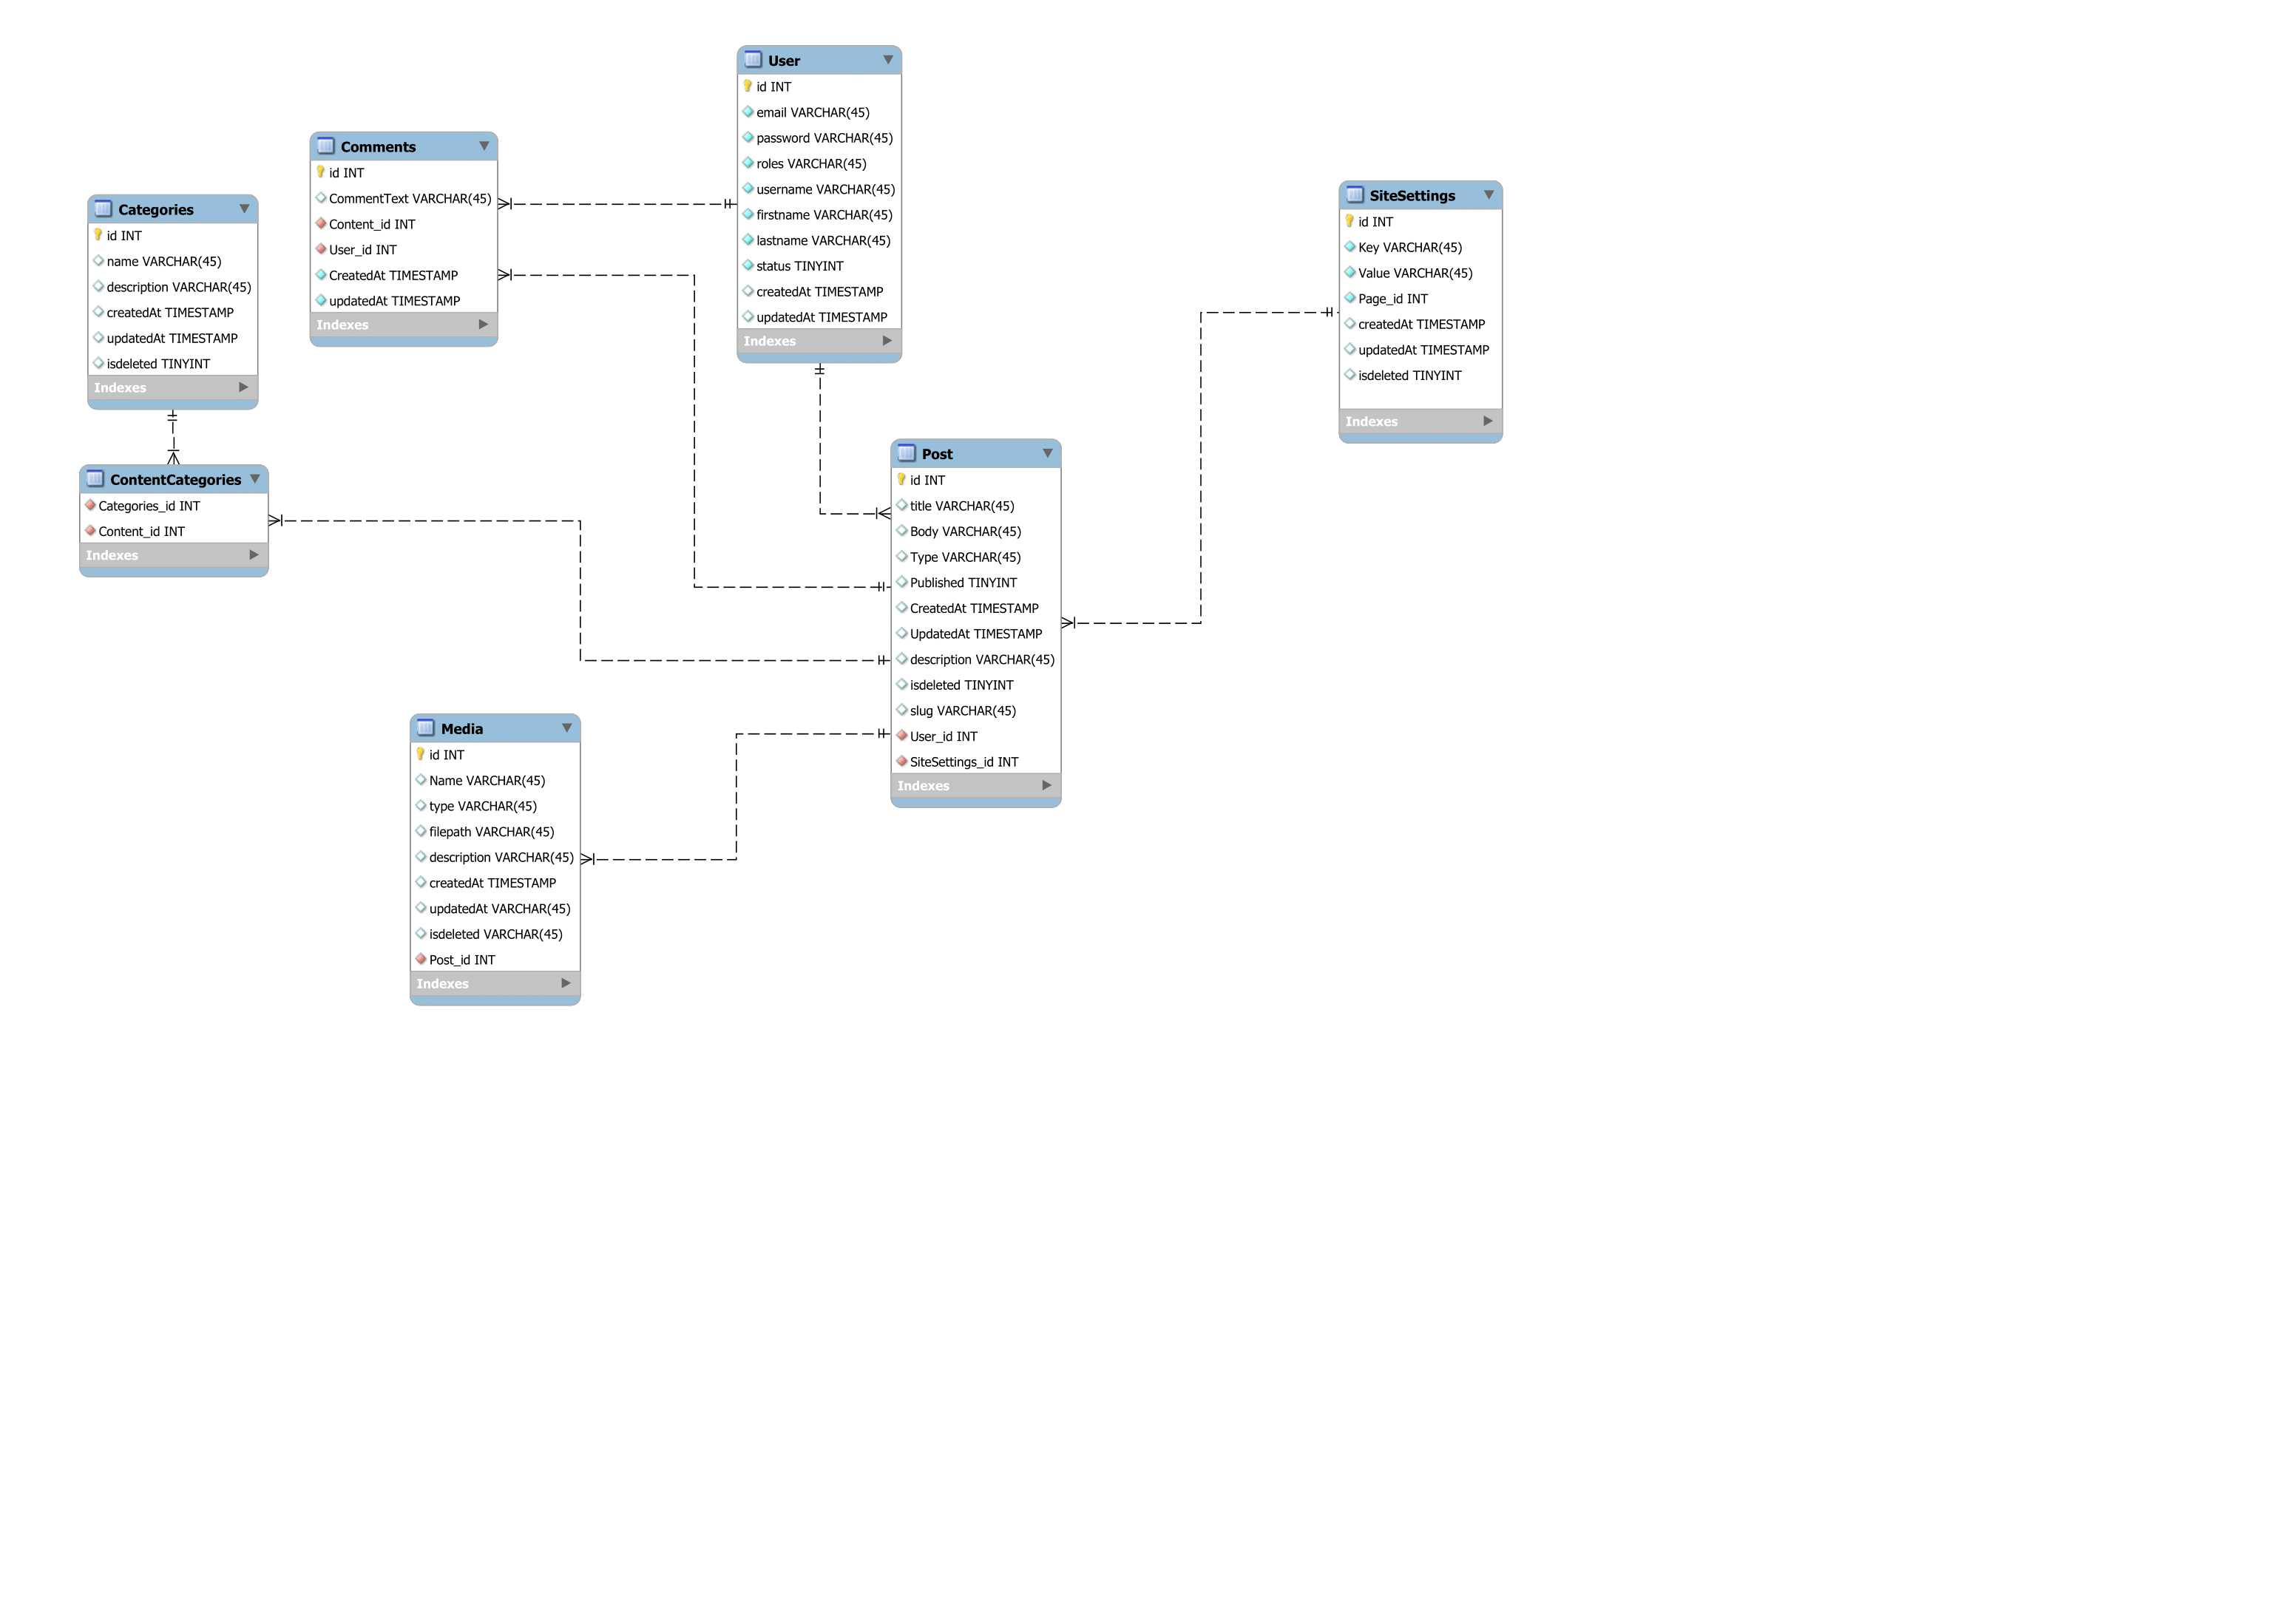 User
id INT
email VARCHAR(45)
password VARCHAR(45)
roles VARCHAR(45)
username VARCHAR(45)
firstname VARCHAR(45)
lastname VARCHAR(45)
status TINYINT
createdAt TIMESTAMP
updatedAt TIMESTAMP
Indexes
Comments
id INT
CommentText VARCHAR(45)
Content_id INT
User_id INT
CreatedAt TIMESTAMP
updatedAt TIMESTAMP
Indexes
Categories
id INT
name VARCHAR(45)
description VARCHAR(45)
createdAt TIMESTAMP
updatedAt TIMESTAMP
isdeleted TINYINT
Indexes
SiteSettings
id INT
Key VARCHAR(45)
Value VARCHAR(45)
Page_id INT
createdAt TIMESTAMP
updatedAt TIMESTAMP
isdeleted TINYINT
Indexes
ContentCategories
Categories_id INT
Content_id INT
Indexes
Post
id INT
title VARCHAR(45)
Body VARCHAR(45)
Type VARCHAR(45)
Published TINYINT
CreatedAt TIMESTAMP
UpdatedAt TIMESTAMP
description VARCHAR(45)
isdeleted TINYINT
slug VARCHAR(45)
User_id INT
SiteSettings_id INT
Indexes
Media
id INT
Name VARCHAR(45)
type VARCHAR(45)
filepath VARCHAR(45)
description VARCHAR(45)
createdAt TIMESTAMP
updatedAt VARCHAR(45)
isdeleted VARCHAR(45)
Post_id INT
Indexes